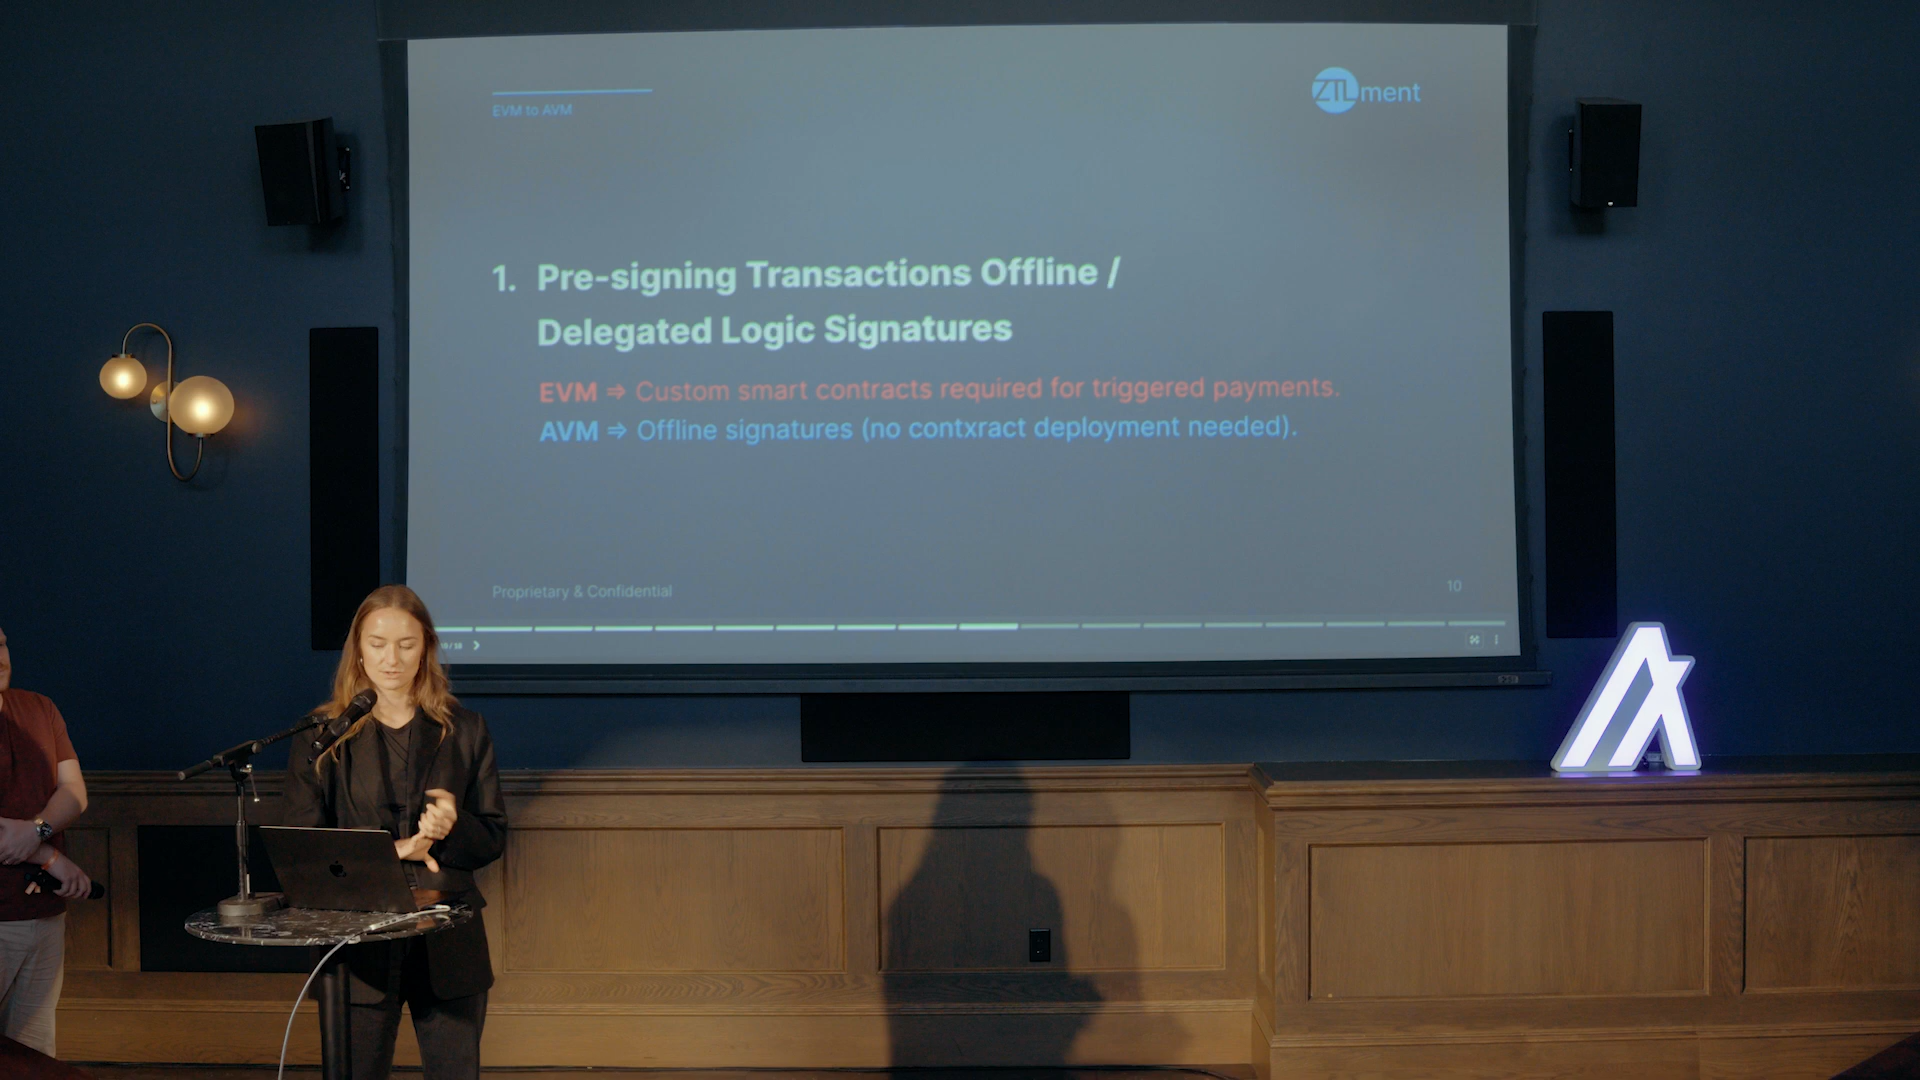 EVM to AVM
ZTLment
1. Pre-signing Transactions Offline /
Delegated Logic Signatures
EVM ⇒ Custom smart contracts required for triggered payments.
AVM ⇒ Offline signatures (no contxract deployment needed).
Proprietary & Confidential
10